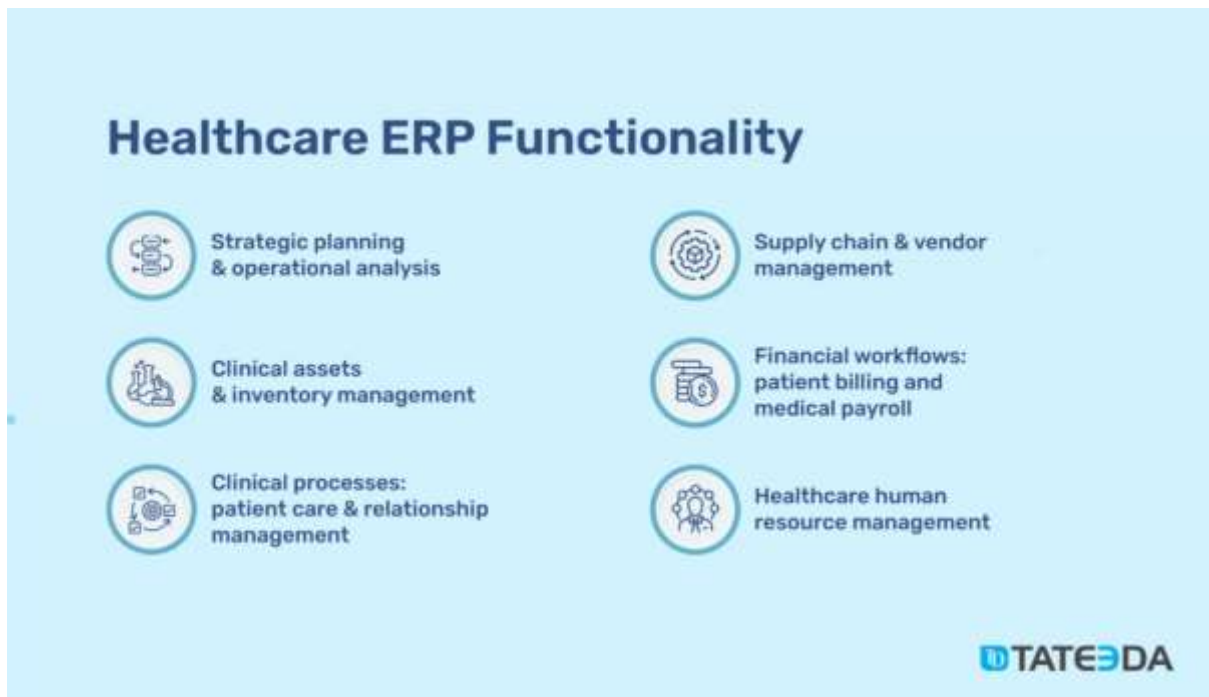 Healthcare ERP Functionality
Strategic planning
& operational analysis
Clinical assets
& inventory management
Clinical processes:
patient care & relationship
management
Supply chain & vendor
management
Financial workflows:
patient billing and
medical payroll
Healthcare human
resource management
TATEEDA